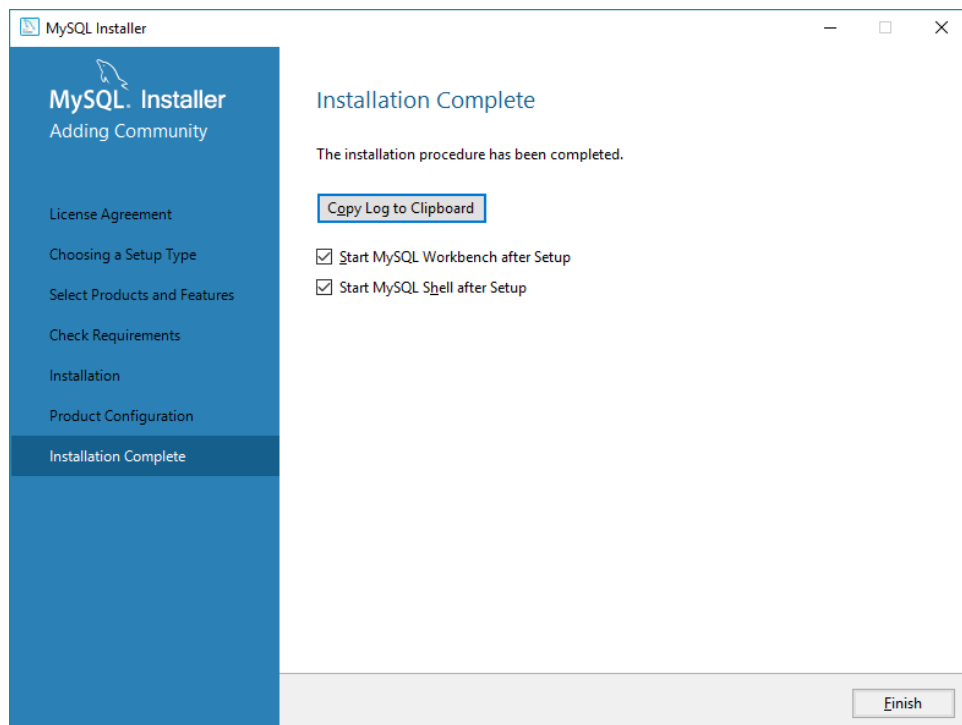 MySQL Installer
MySQL. Installer
Adding Community
License Agreement
Choosing a Setup Type
Select Products and Features
Check Requirements
Installation
Product Configuration
Installation Complete
Installation Complete
The installation procedure has been completed.
Copy Log to Clipboard
Start MySQL Workbench after Setup
Start MySQL Shell after Setup
Finish